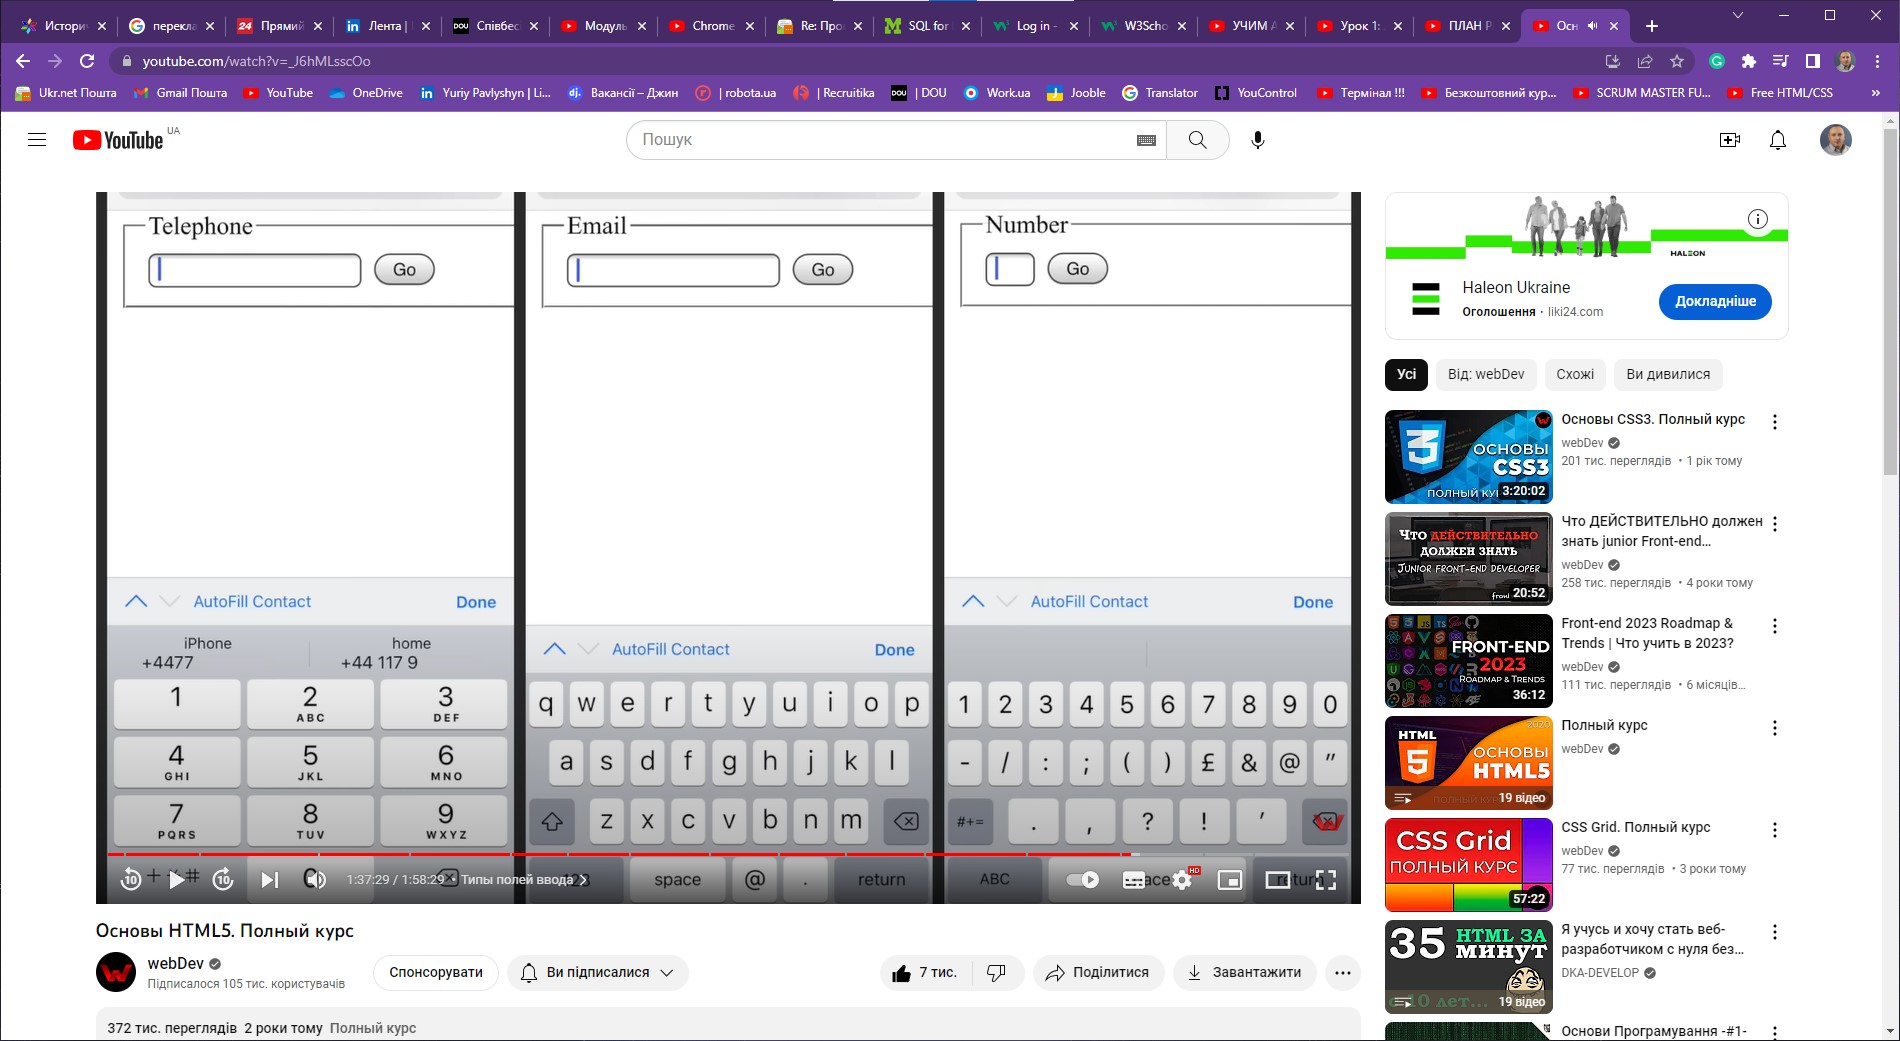 Історич
перекла
24 Прямий
Лента |
DOU Співбес
Модуль
Chrome
Re: Про
SQL for
Log in -
W3Scho
УЧИМ A
Урок 1:
ПЛАН Р
Осн
youtube.com/watch?v=_J6hMLsscOo
Ukr.net Пошта
Gmail Пошта
YouTube
OneDrive
Yuriy Pavlyshyn | Li...
Вакансії – Джин
| robota.ua
| Recruitika
DOU | DOU
Work.ua
Jooble
Translator
YouControl
Термінал !!!
Безкоштовний кур...
SCRUM MASTER FU...
Free HTML/CSS
»
YouTube UA
Пошук
Telephone
Go
Email
Go
Number
Go
AutoFill Contact Done
iPhone home
+4477 +44 117 9
1 2 3
ABC DEF
4 5 6
GHI JKL MNO
7 8 9
PQRS TUV WXYZ
+ * # 0
AutoFill Contact Done
q w e r t y u i o p
a s d f g h j k l
z x c v b n m
123 space @ . return
AutoFill Contact Done
1 2 3 4 5 6 7 8 9 0
- / : ; ( ) £ & @ "
#+= . , ? ! '
ABC space return
10 10 1:37:29 / 1:58:29 • Типы полей ввода
HD
Основы HTML5. Полный курс
webDev
Підписалося 105 тис. користувачів
Спонсорувати
Ви підписалися
7 тис.
Поділитися
Завантажити
372 тис. переглядів 2 роки тому Полный курс
HALEON
Haleon Ukraine
Оголошення · liki24.com
Докладніше
Усі
Від: webDev
Схожі
Ви дивилися
3 ОСНОВЫ
CSS3
ПОЛНЫЙ КУ
3:20:02
Основы CSS3. Полный курс
webDev
201 тис. переглядів • 1 рік тому
Что ДЕЙСТВИТЕЛЬНО
ДОЛЖЕН ЗНАТЬ
JUNIOR FRONT-END DEVELOPER
20:52
Что ДЕЙСТВИТЕЛЬНО должен
знать junior Front-end...
webDev
258 тис. переглядів • 4 роки тому
FRONT-END
2023
ROADMAP & TRENDS
36:12
Front-end 2023 Roadmap &
Trends | Что учить в 2023?
webDev
111 тис. переглядів • 6 місяців...
HTML 2020
5 ОСНОВЫ
HTML5
19 відео
Полный курс
webDev
CSS Grid
ПОЛНЫЙ КУРС
57:22
CSS Grid. Полный курс
webDev
77 тис. переглядів • 3 роки тому
35 HTML ЗА
МИНУТ
с 10 лет...
19 відео
Я учусь и хочу стать веб-
разработчиком с нуля без...
DKA-DEVELOP
Основи Програмування -#1-